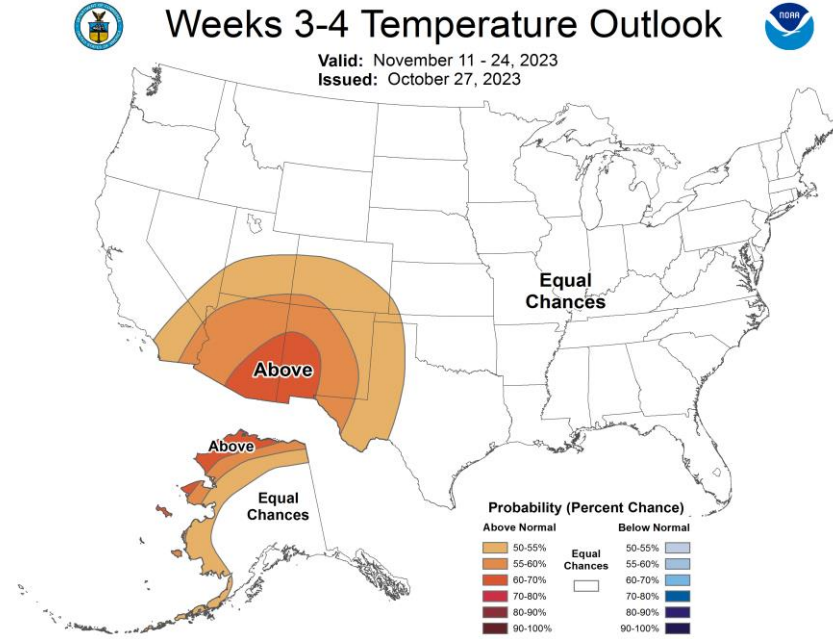 Weeks 3-4 Temperature Outlook
NOAA
Valid: November 11 - 24, 2023
Issued: October 27, 2023
Equal
Chances
Above
Above
Equal
Chances
Probability (Percent Chance)
Above Normal
Below Normal
Equal
Chances
50-55%
55-60%
60-70%
70-80%
80-90%
90-100%
50-55%
55-60%
60-70%
70-80%
80-90%
90-100%